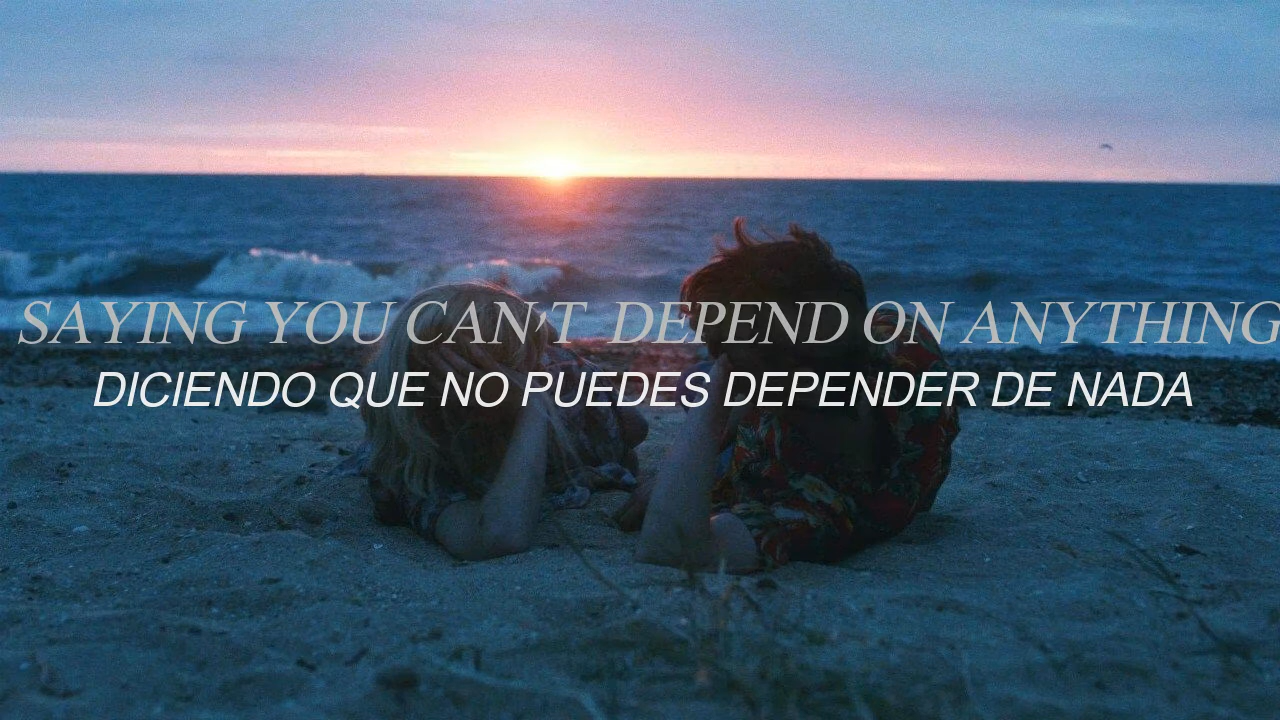 SAYING YOU CAN'T DEPEND ON ANYTHING
DICIENDO QUE NO PUEDES DEPENDER DE NADA